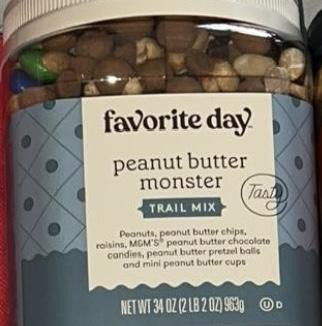 favorite day™
peanut butter
monster
TRAIL MIX
Tasty
Peanuts, peanut butter chips,
raisins, M&M'S® peanut butter chocolate
candies, peanut butter pretzel balls
and mini peanut butter cups
NET WT 34 OZ (2 LB 2 OZ) 963g
U D